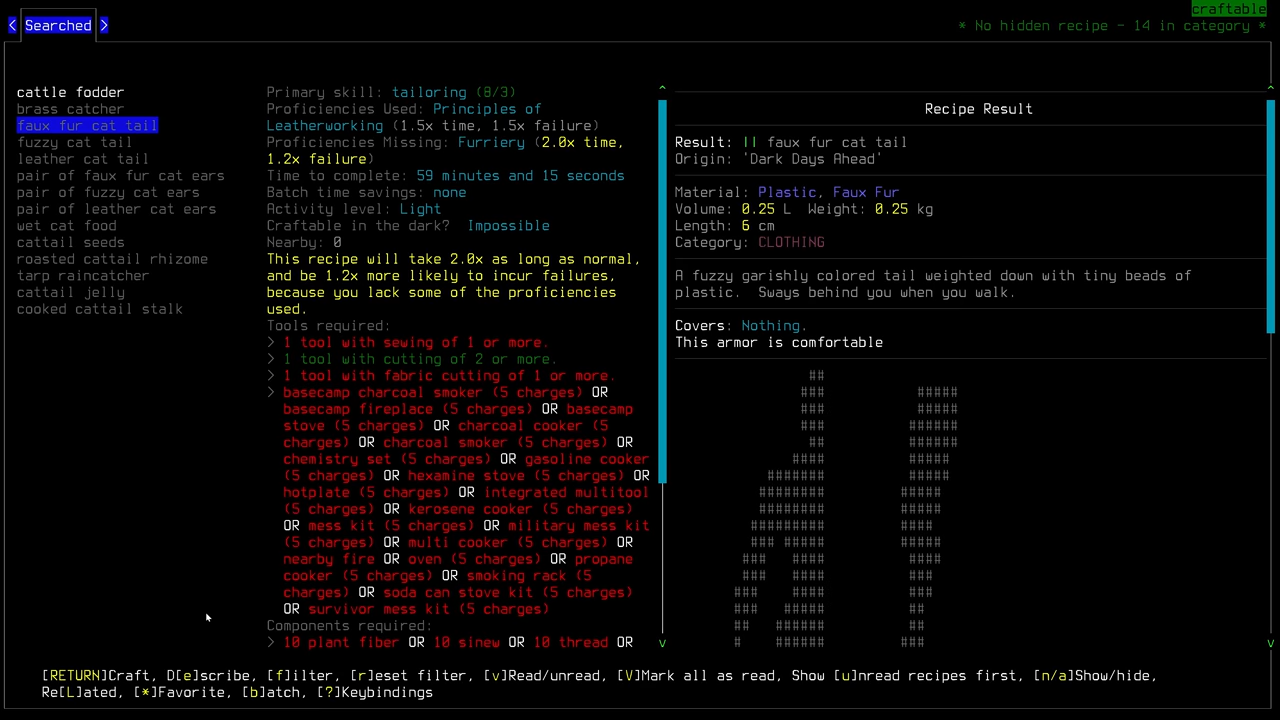 craftable
< Searched >
* No hidden recipe - 14 in category *
cattle fodder
brass catcher
faux fur cat tail
fuzzy cat tail
leather cat tail
pair of faux fur cat ears
pair of fuzzy cat ears
pair of leather cat ears
wet cat food
cattail seeds
roasted cattail rhizome
tarp raincatcher
cattail jelly
cooked cattail stalk
Primary skill: tailoring (8/3)
Proficiencies Used: Principles of
Leatherworking (1.5x time, 1.5x failure)
Proficiencies Missing: Furriery (2.0x time,
1.2x failure)
Time to complete: 59 minutes and 15 seconds
Batch time savings: none
Activity level: Light
Craftable in the dark? Impossible
Nearby: 0
This recipe will take 2.0x as long as normal,
and be 1.2x more likely to incur failures,
because you lack some of the proficiencies
used.
Tools required:
> 1 tool with sewing of 1 or more.
> 1 tool with cutting of 2 or more.
> 1 tool with fabric cutting of 1 or more.
> basecamp charcoal smoker (5 charges) OR
basecamp fireplace (5 charges) OR basecamp
stove (5 charges) OR charcoal cooker (5
charges) OR charcoal smoker (5 charges) OR
chemistry set (5 charges) OR gasoline cooker
(5 charges) OR hexamine stove (5 charges) OR
hotplate (5 charges) OR integrated multitool
(5 charges) OR kerosene cooker (5 charges)
OR mess kit (5 charges) OR military mess kit
(5 charges) OR multi cooker (5 charges) OR
nearby fire OR oven (5 charges) OR propane
cooker (5 charges) OR smoking rack (5
charges) OR soda can stove kit (5 charges)
OR survivor mess kit (5 charges)
Components required:
> 10 plant fiber OR 10 sinew OR 10 thread OR
Recipe Result
Result: || faux fur cat tail
Origin: 'Dark Days Ahead'
Material: Plastic, Faux Fur
Volume: 0.25 L Weight: 0.25 kg
Length: 6 cm
Category: CLOTHING
A fuzzy garishly colored tail weighted down with tiny beads of
plastic. Sways behind you when you walk.
Covers: Nothing.
This armor is comfortable
[RETURN]Craft, D[e]scribe, [f]ilter, [r]eset filter, [v]Read/unread, [V]Mark all as read, Show [u]nread recipes first, [n/a]Show/hide,
Re[L]ated, [*]Favorite, [b]atch, [?]Keybindings